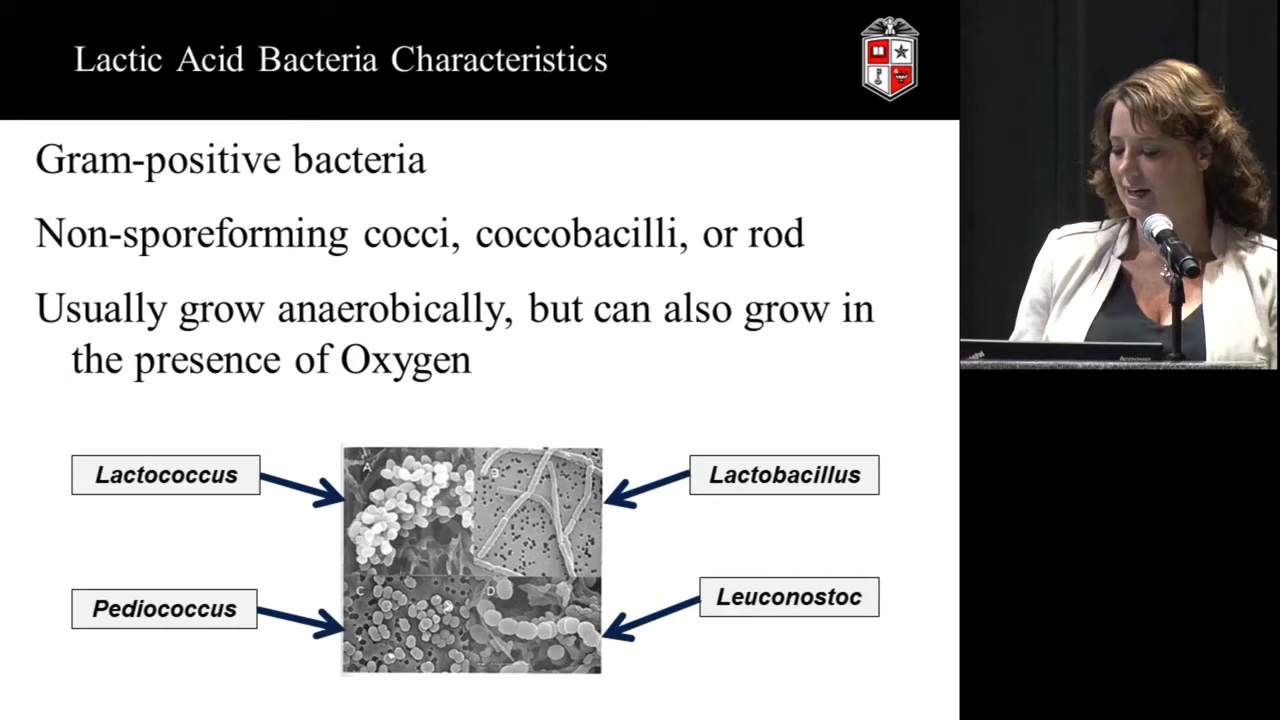 Lactic Acid Bacteria Characteristics
Gram-positive bacteria
Non-sporeforming cocci, coccobacilli, or rod
Usually grow anaerobically, but can also grow in
the presence of Oxygen
Lactococcus
Lactobacillus
Pediococcus
Leuconostoc
A
B
C
D